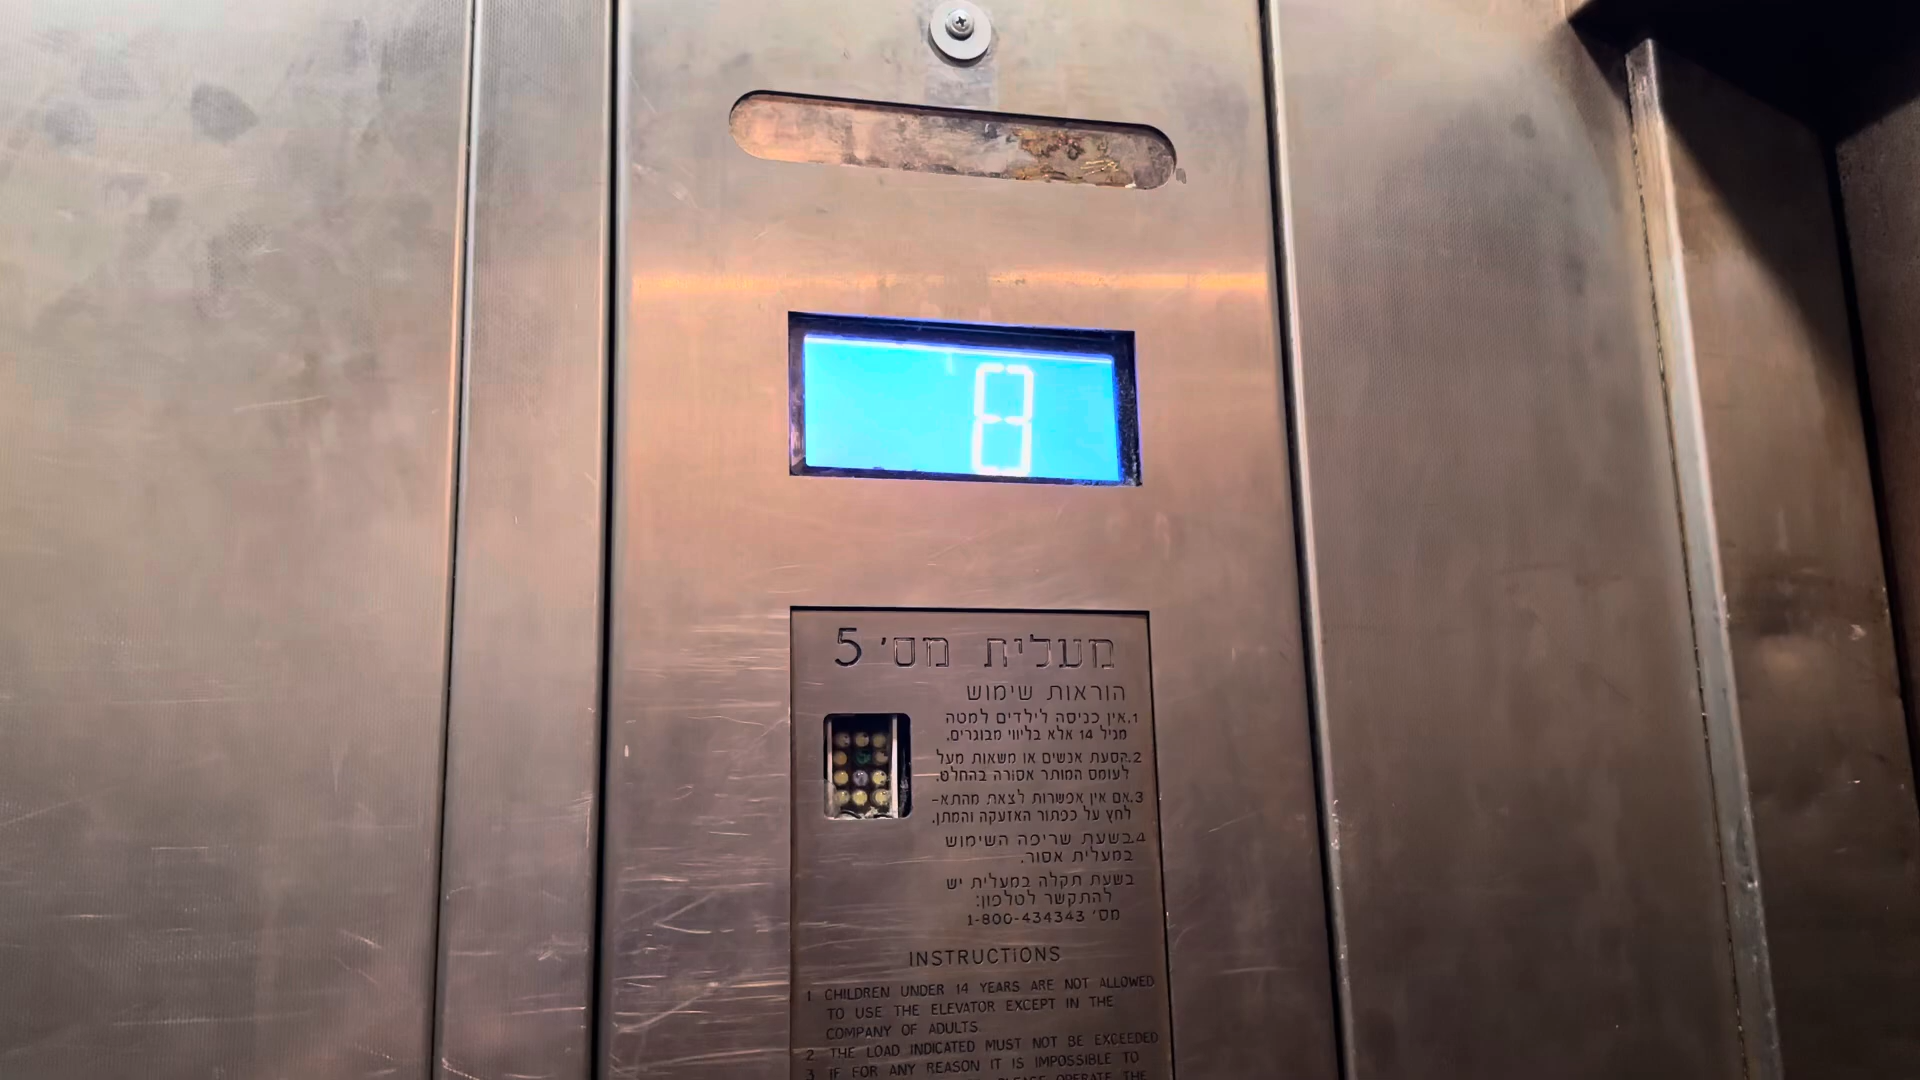 8
מעלית מס' 5
הוראות שימוש
1.אין כניסה לילדים למטה
מגיל 14 אלא בליווי מבוגרים.
2.הסעת אנשים או משאות מעל
לעומס המותר אסורה בהחלט.
3.אם אין אפשרות לצאת מהתא-
לחץ על כפתור האזעקה והמתן.
4.בשעת שריפה השימוש
במעלית אסור.
בשעת תקלה במעלית יש
להתקשר לטלפון:
מס' 1-800-434343
INSTRUCTIONS
1 CHILDREN UNDER 14 YEARS ARE NOT ALLOWED
TO USE THE ELEVATOR EXCEPT IN THE
COMPANY OF ADULTS
2 THE LOAD INDICATED MUST NOT BE EXCEEDED
3 IF FOR ANY REASON IT IS IMPOSSIBLE TO
PLEASE OPERATE THE